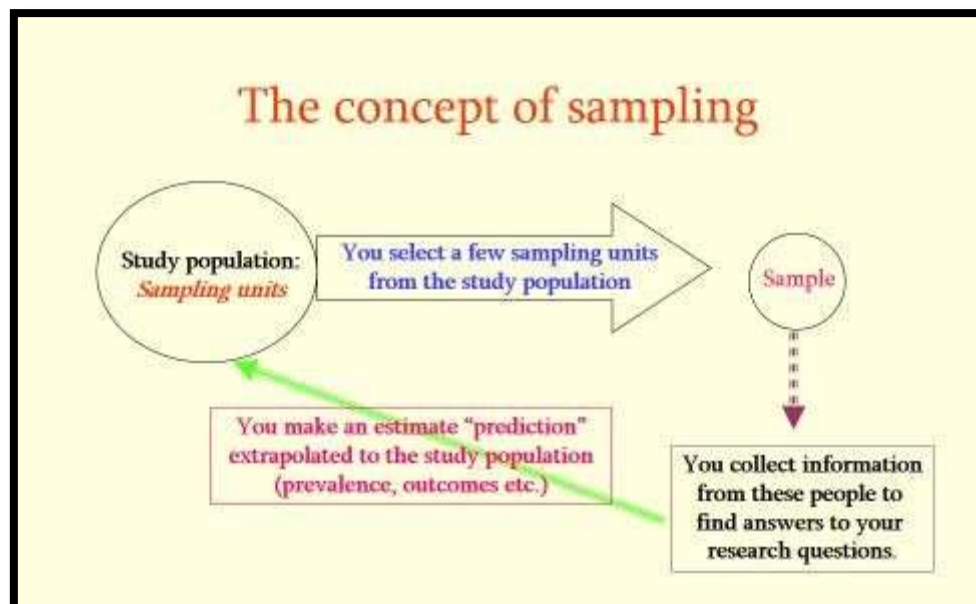 The concept of sampling
Study population:
Sampling units
You select a few sampling units
from the study population
Sample
You make an estimate “prediction”
extrapolated to the study population
(prevalence, outcomes etc.)
You collect information
from these people to
find answers to your
research questions.